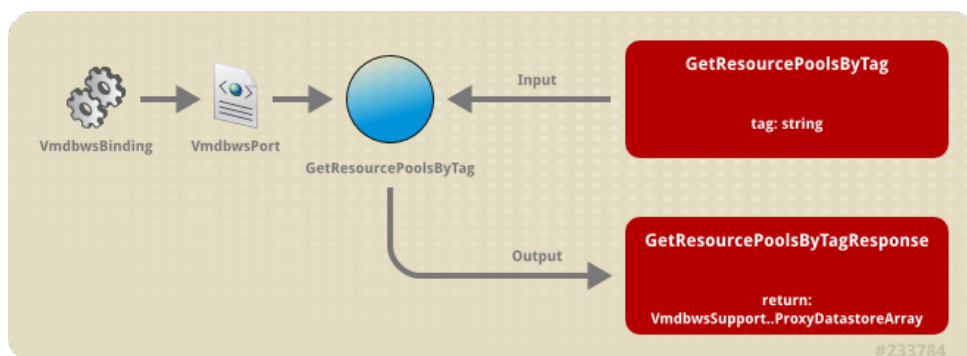 VmdbwsBinding
VmdbwsPort
GetResourcePoolsByTag
Input
GetResourcePoolsByTag
tag: string
Output
GetResourcePoolsByTagResponse
return:
VmdbwsSupport..ProxyDatastoreArray
#233784